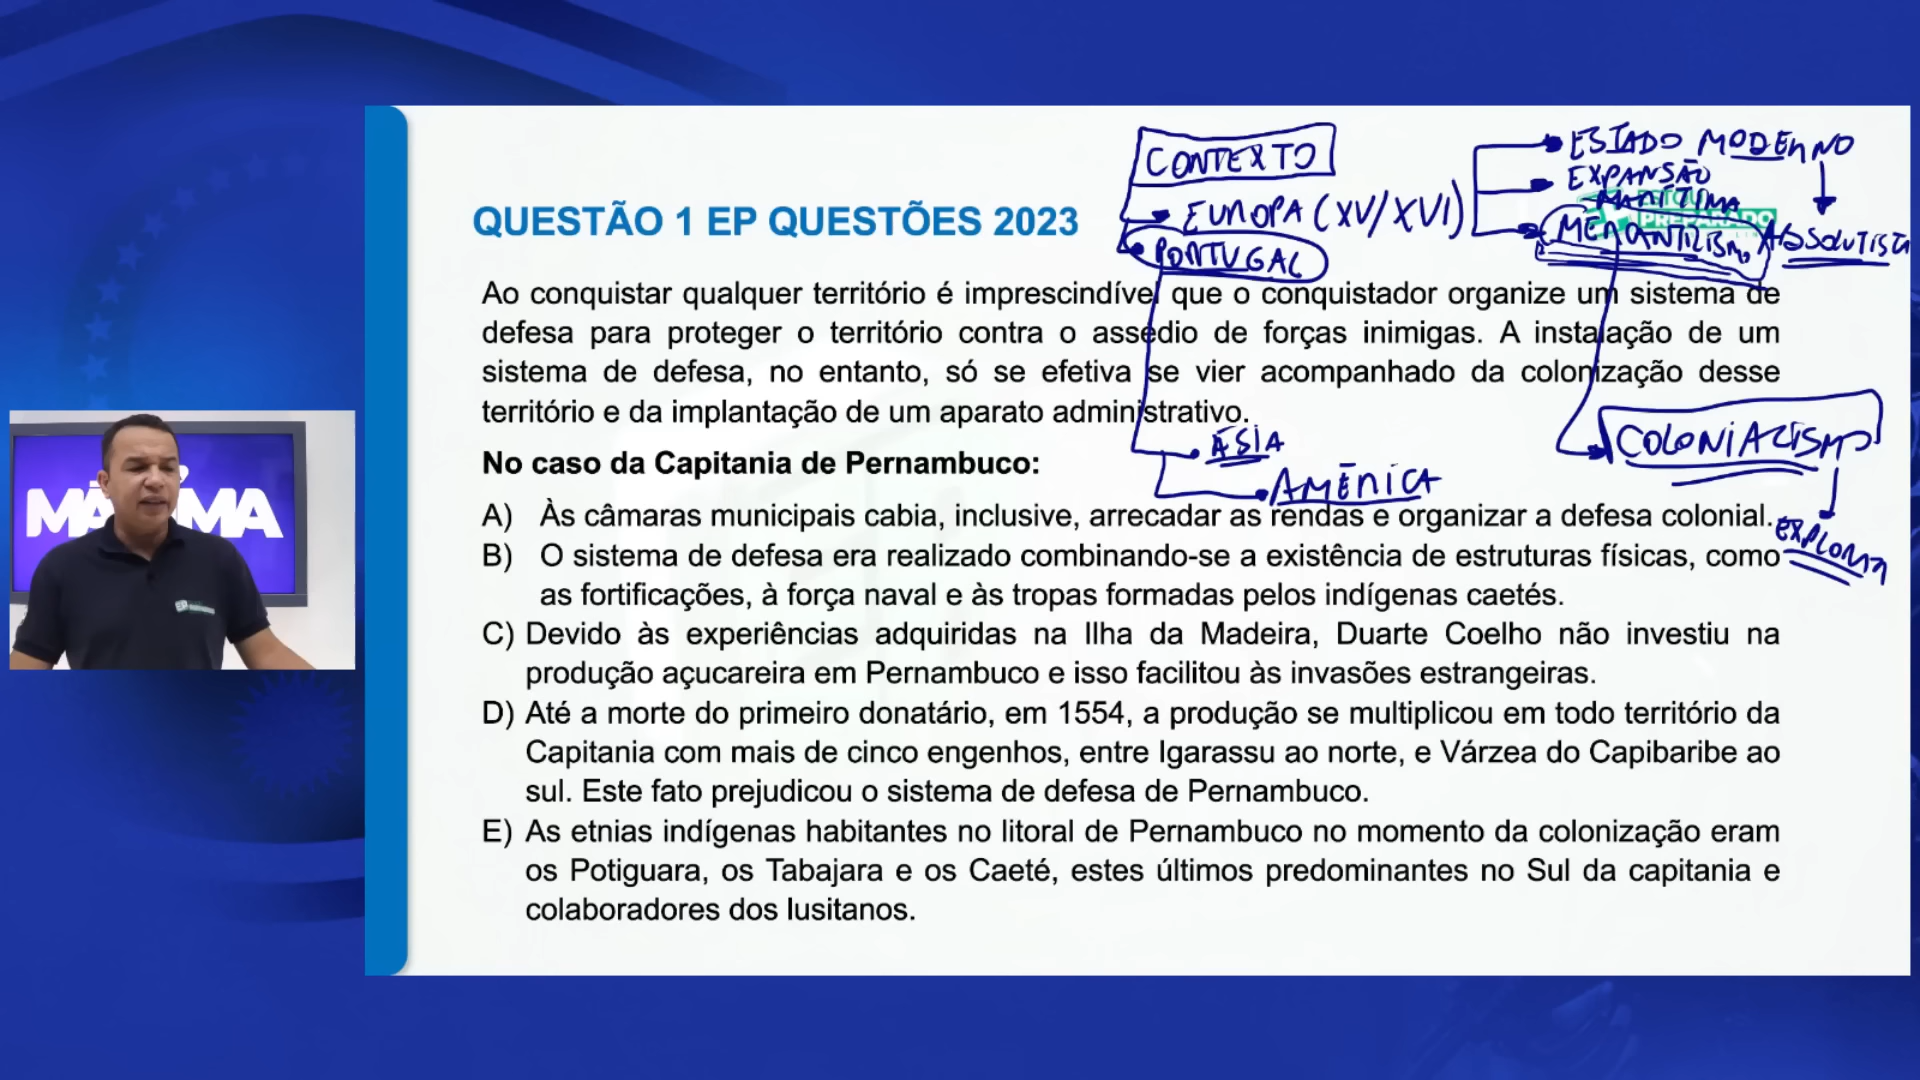 CONTEXTO
EUROPA (XV/XVI)
PORTUGAL
ESTADO MODERNO
EXPANSÃO
MARÍTIMA
MERCANTILISMO
ABSOLUTISTA
QUESTÃO 1 EP QUESTÕES 2023
PREPARADO
Ao conquistar qualquer território é imprescindível que o conquistador organize um sistema de
defesa para proteger o território contra o assédio de forças inimigas. A instalação de um
sistema de defesa, no entanto, só se efetiva se vier acompanhado da colonização desse
território e da implantação de um aparato administrativo.
ÁSIA
AMÉRICA
COLONIALISMO
No caso da Capitania de Pernambuco:
A) Às câmaras municipais cabia, inclusive, arrecadar as rendas e organizar a defesa colonial.
B) O sistema de defesa era realizado combinando-se a existência de estruturas físicas, como
as fortificações, à força naval e às tropas formadas pelos indígenas caetés.
C) Devido às experiências adquiridas na Ilha da Madeira, Duarte Coelho não investiu na
produção açucareira em Pernambuco e isso facilitou às invasões estrangeiras.
D) Até a morte do primeiro donatário, em 1554, a produção se multiplicou em todo território da
Capitania com mais de cinco engenhos, entre Igarassu ao norte, e Várzea do Capibaribe ao
sul. Este fato prejudicou o sistema de defesa de Pernambuco.
E) As etnias indígenas habitantes no litoral de Pernambuco no momento da colonização eram
os Potiguara, os Tabajara e os Caeté, estes últimos predominantes no Sul da capitania e
colaboradores dos lusitanos.